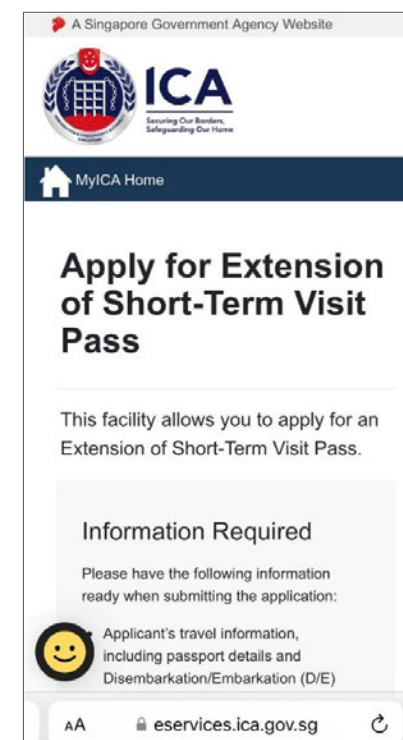 A Singapore Government Agency Website
ICA
Securing Our Borders,
Safeguarding Our Home
MyICA Home
Apply for Extension
of Short-Term Visit
Pass
This facility allows you to apply for an
Extension of Short-Term Visit Pass.
Information Required
Please have the following information
ready when submitting the application:
Applicant's travel information,
including passport details and
Disembarkation/Embarkation (D/E)
AA
eservices.ica.gov.sg